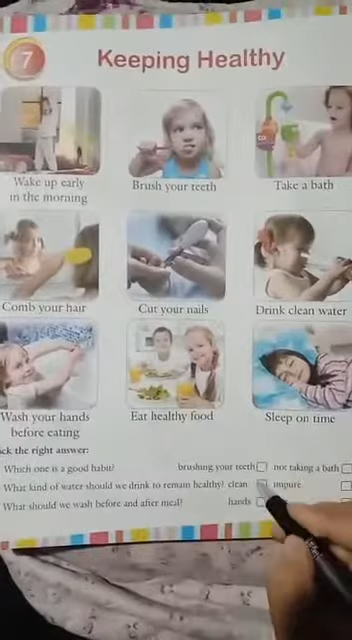 7
Keeping Healthy
Wake up early
in the morning
Brush your teeth
Take a bath
Comb your hair
Cut your nails
Drink clean water
Wash your hands
before eating
Eat healthy food
Sleep on time
ick the right answer:
Which one is a good habit? brushing your teeth not taking a bath
What kind of water should we drink to remain healthy? clean impure
What should we wash before and after meal? hands